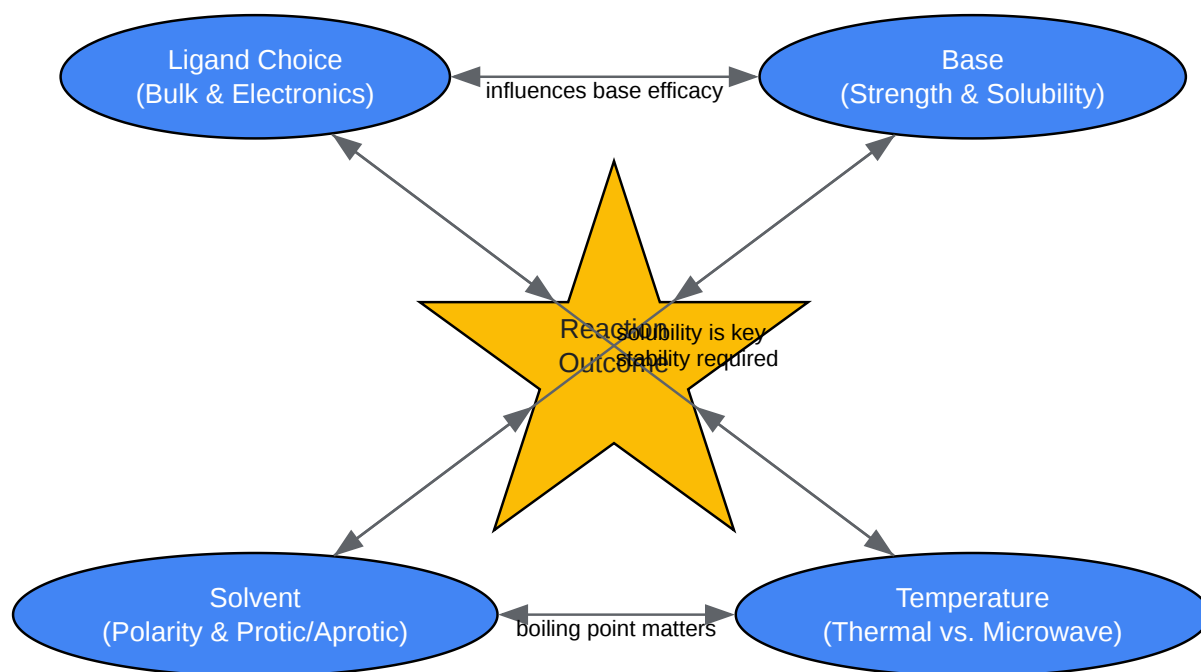 Ligand Choice
(Bulk & Electronics)
influences base efficacy
Base
(Strength & Solubility)
Reaction
Outcome
solubility is key
stability required
Solvent
(Polarity & Protic/Aprotic)
boiling point matters
Temperature
(Thermal vs. Microwave)